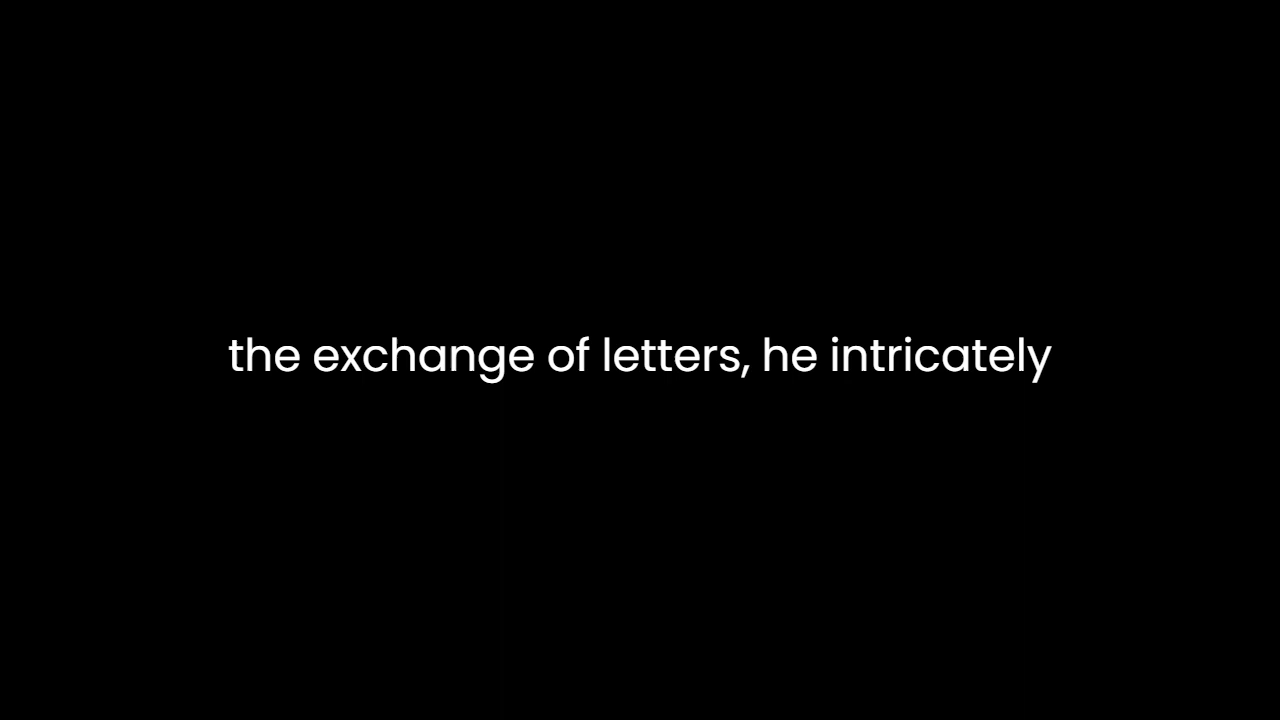 the exchange of letters, he intricately